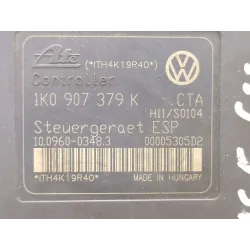 Ate (*ITH4K19R40*)
Controller
1K0 907 379 K CTA
HI1/S0104
Steuergeraet ESP
10.0960-0348.3 00005305D2
*ITH4K19R40* MADE IN HUNGARY